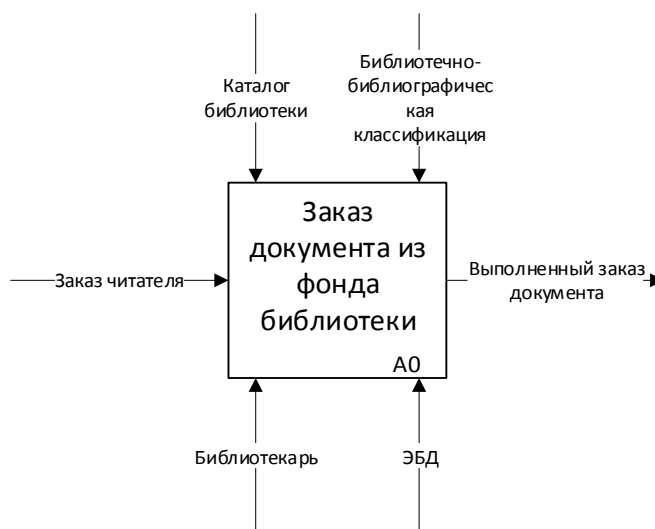 Каталог
библиотеки
Библиотечно-
библиографичес
кая
классификация
Заказ
документа из
фонда
библиотеки
A0
Заказ читателя
Выполненный заказ
документа
Библиотекарь
ЭБД